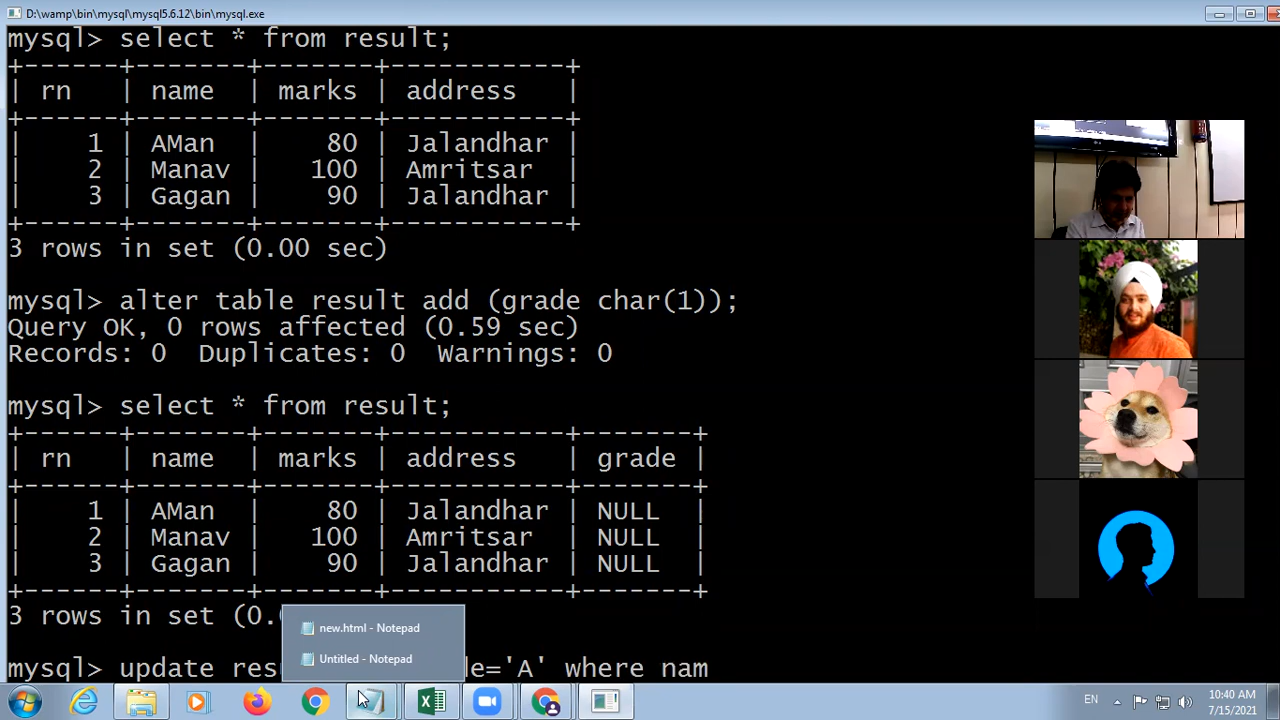 D:\wamp\bin\mysql\mysql5.6.12\bin\mysql.exe
mysql> select * from result;
+------+-------+-------+-----------+
| rn | name | marks | address |
+------+-------+-------+-----------+
| 1 | AMan | 80 | Jalandhar |
| 2 | Manav | 100 | Amritsar |
| 3 | Gagan | 90 | Jalandhar |
+------+-------+-------+-----------+
3 rows in set (0.00 sec)
mysql> alter table result add (grade char(1));
Query OK, 0 rows affected (0.59 sec)
Records: 0 Duplicates: 0 Warnings: 0
mysql> select * from result;
+------+-------+-------+-----------+-------+
| rn | name | marks | address | grade |
+------+-------+-------+-----------+-------+
| 1 | AMan | 80 | Jalandhar | NULL |
| 2 | Manav | 100 | Amritsar | NULL |
| 3 | Gagan | 90 | Jalandhar | NULL |
+------+-------+-------+-----------+-------+
3 rows in set (0.
new.html - Notepad
Untitled - Notepad
mysql> update res de='A' where nam
EN
10:40 AM
7/15/2021